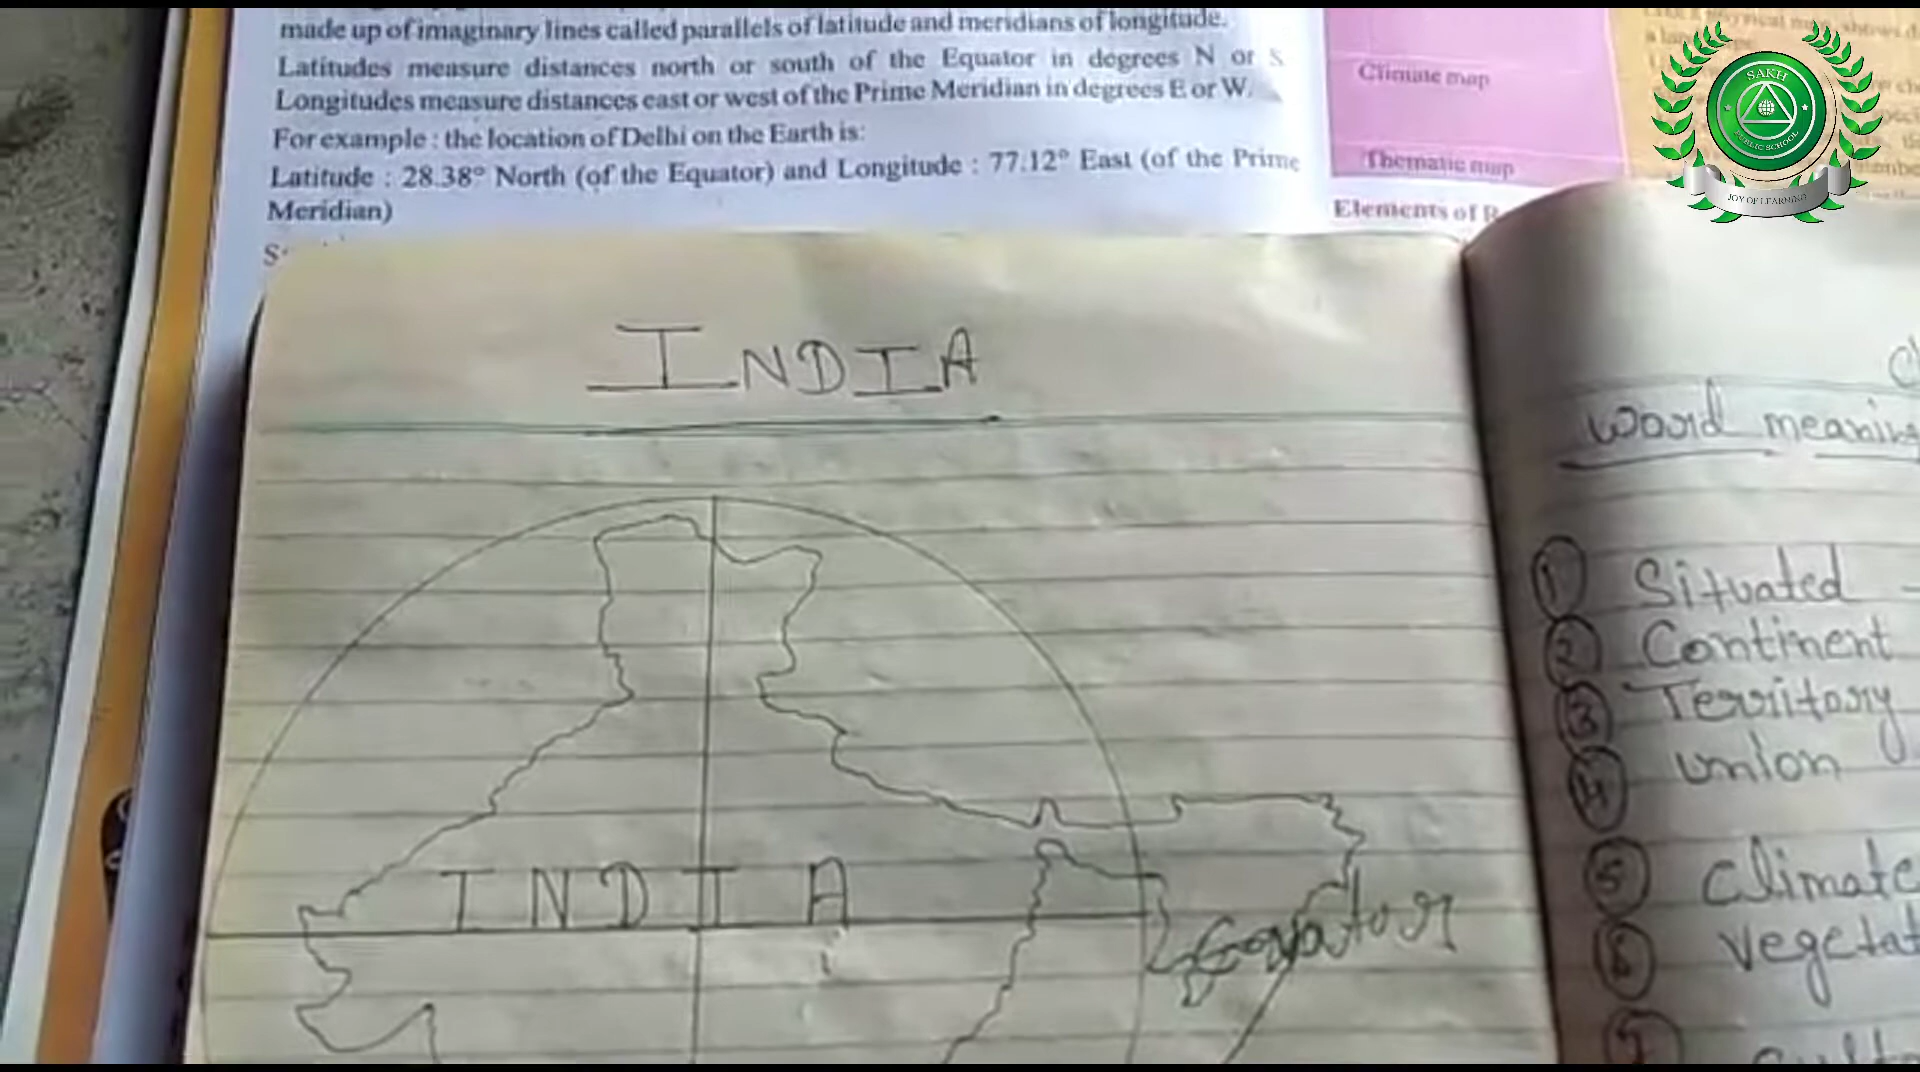 made up of imaginary lines called parallels of latitude and meridians of longitude.
Latitudes measure distances north or south of the Equator in degrees N or S
Longitudes measure distances east or west of the Prime Meridian in degrees E or W.
For example : the location of Delhi on the Earth is:
Latitude : 28.38° North (of the Equator) and Longitude : 77.12° East (of the Prime
Meridian)
Climate map
Thematic map
Elements of
SAKH
PUBLIC SCHOOL
JOY OF LEARNING
INDIA
INDIA
Equator
Word meaning
1 Situated -
2 Continent
3 Territory
4 union
5 Climate
6 Vegetat
7